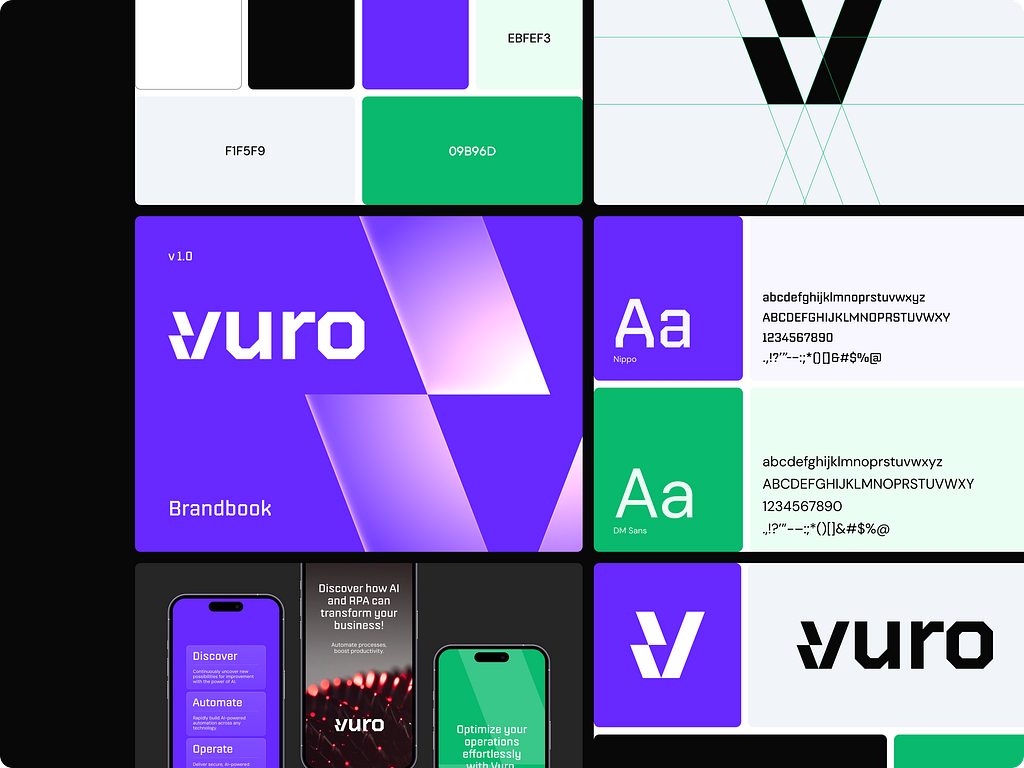 EBFEF3
F1F5F9
09B96D
v 1.0
vuro
Brandbook
Aa
Nippo
abcdefghijklmnoprstuvwxyz
ABCDEFGHIJKLMNOPRSTUVWXY
1234567890
.,!?’”-–:;*()[]&#$%@
Aa
DM Sans
abcdefghijklmnoprstuvwxyz
ABCDEFGHIJKLMNOPRSTUVWXY
1234567890
.,!?’”-–:;*()[]&#$%@
Discover
Continuously uncover new
possibilities for improvement
with the power of AI.
Automate
Rapidly build AI-powered
automation across any
technology
Operate
Deliver secure, AI-powered
Discover how AI
and RPA can
transform your
business!
Automate processes,
boost productivity.
vuro
Optimize your
operations
effortlessly
with Vuro
vuro